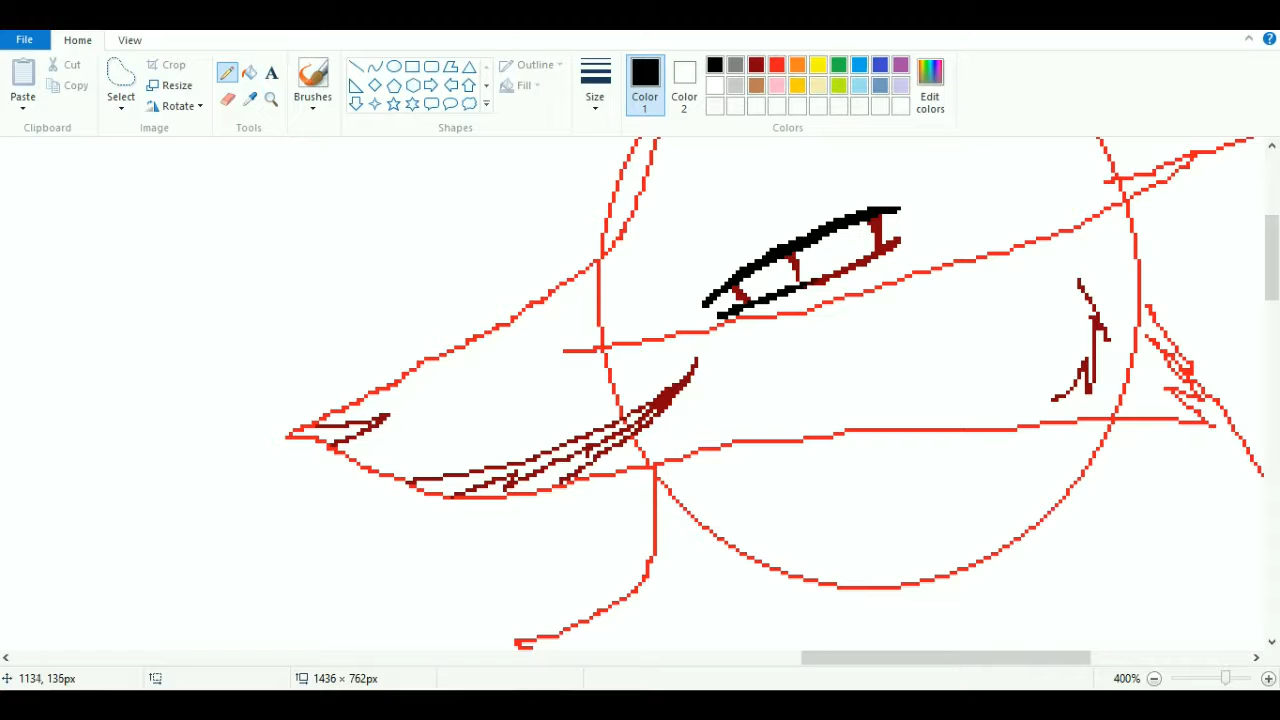 File Home View
Paste
Cut
Copy
Clipboard
Select
Crop
Resize
Rotate
Image
A
Tools
Brushes
Outline
Fill
Shapes
Size
Color 1
Color 2
Edit colors
Colors
?
1134, 135px
1436 × 762px
400%